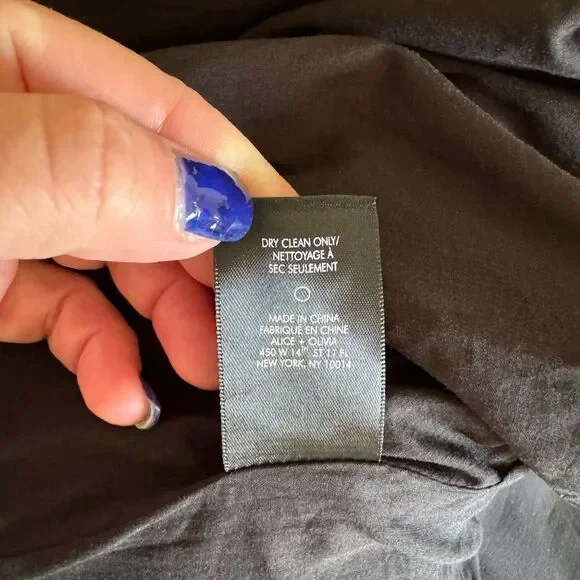 DRY CLEAN ONLY/
NETTOYAGE À
SEC SEULEMENT
MADE IN CHINA
FABRIQUÉ EN CHINE
ALICE + OLIVIA
450 W 14TH ST 11 FL
NEW YORK, NY 10014